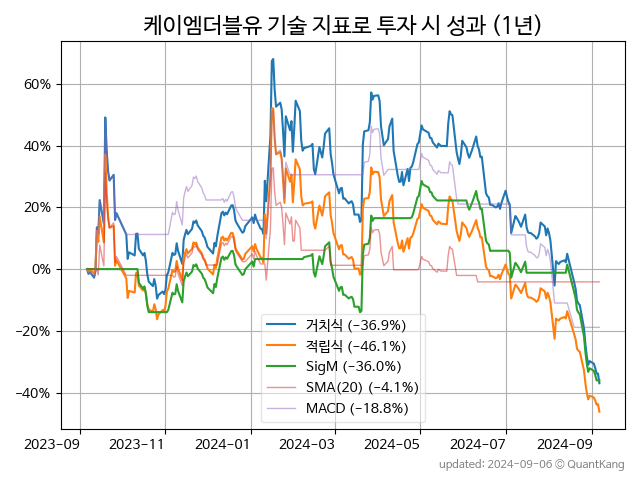 케이엠더블유 기술 지표로 투자 시 성과 (1년)
60%
40%
20%
0%
−20%
−40%
거치식 (−36.9%)
적립식 (−46.1%)
SigM (−36.0%)
SMA(20) (−4.1%)
MACD (−18.8%)
2023-09 2023-11 2024-01 2024-03 2024-05 2024-07 2024-09
updated: 2024-09-06 © QuantKang